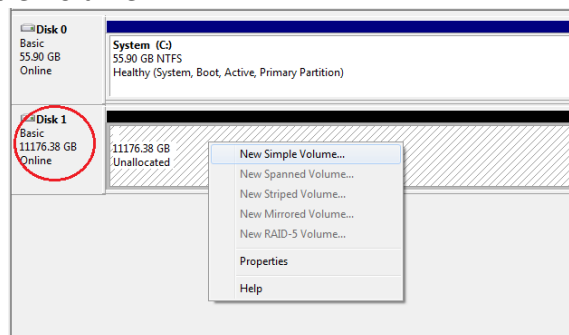 Disk 0
Basic
55.90 GB
Online
System (C:)
55.90 GB NTFS
Healthy (System, Boot, Active, Primary Partition)
Disk 1
Basic
11176.38 GB
Online
11176.38 GB
Unallocated
New Simple Volume...
New Spanned Volume...
New Striped Volume...
New Mirrored Volume...
New RAID-5 Volume...
Properties
Help